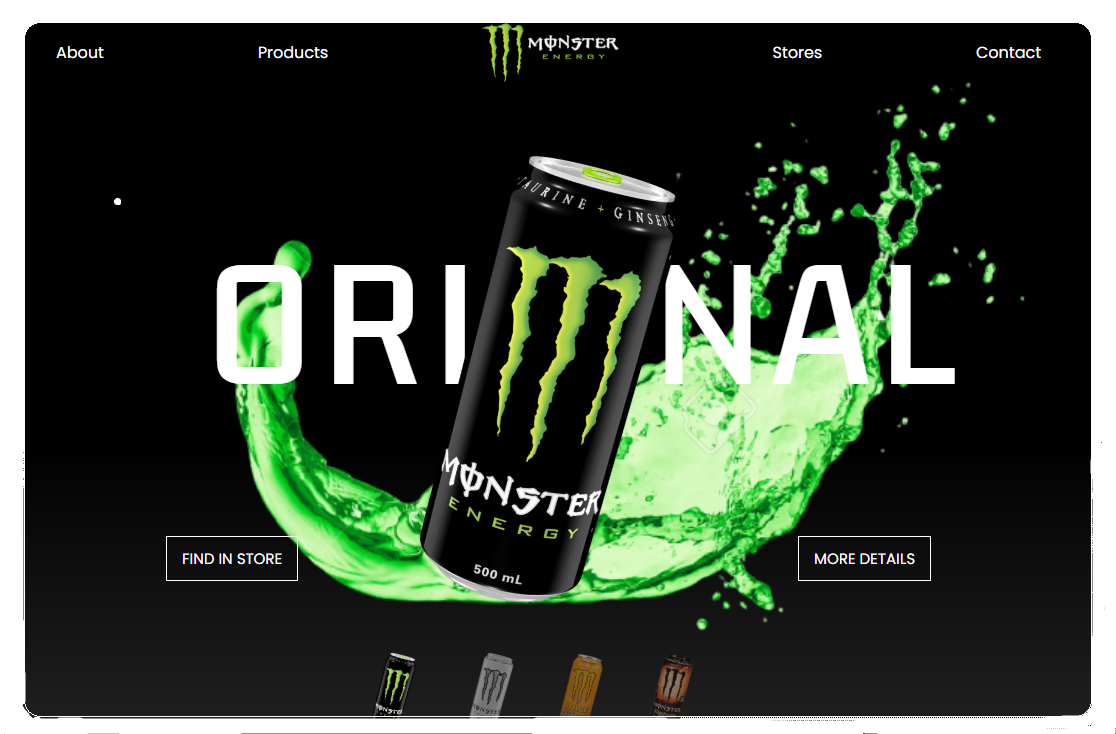 About
Products
MONSTER
ENERGY
Stores
Contact
TAURINE + GINSENG
ORI NAL
MONSTER
ENERGY
500 mL
FIND IN STORE
MORE DETAILS